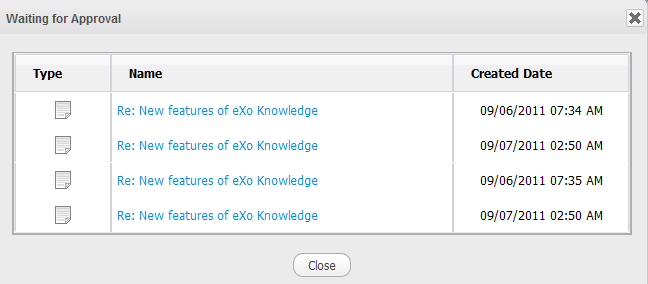 Waiting for Approval
Type Name Created Date
Re: New features of eXo Knowledge 09/06/2011 07:34 AM
Re: New features of eXo Knowledge 09/07/2011 02:50 AM
Re: New features of eXo Knowledge 09/06/2011 07:35 AM
Re: New features of eXo Knowledge 09/07/2011 02:50 AM
Close